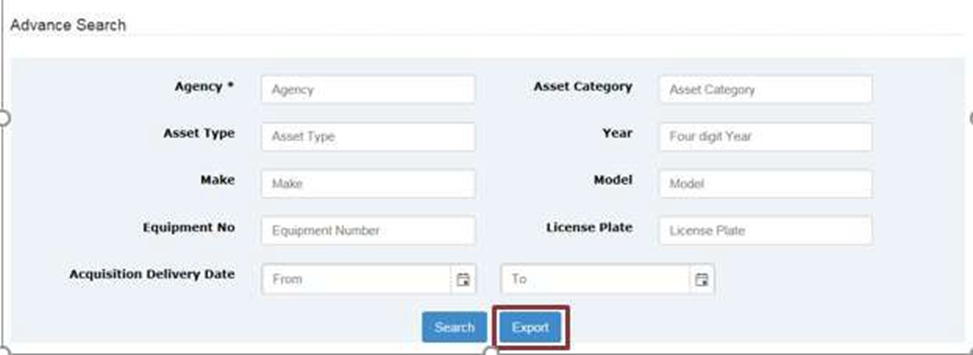 Advance Search
Agency * Agency Asset Category Asset Category
Asset Type Asset Type Year Four digit Year
Make Make Model Model
Equipment No Equipment Number License Plate License Plate
Acquisition Delivery Date From To
Search Export